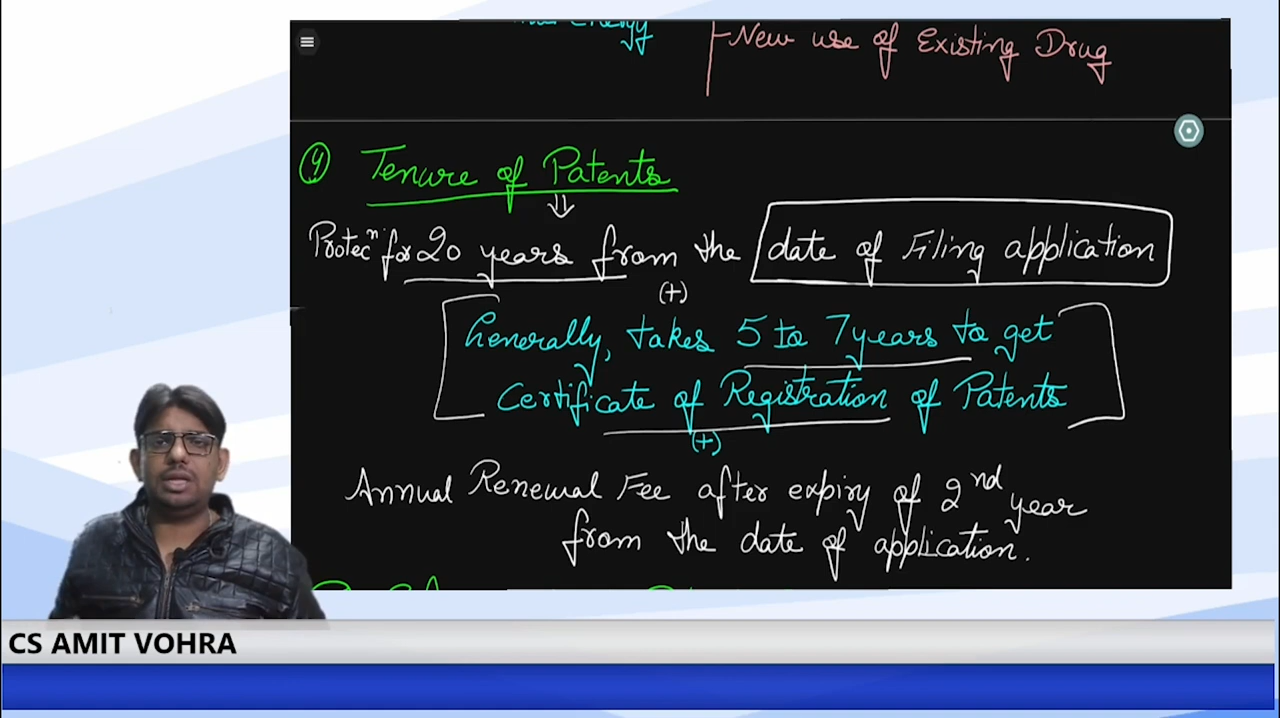 Energy
New use of Existing Drug
9 Tenure of Patents
Protecⁿ for 20 years from the date of Filing application
(+)
Generally, takes 5 to 7 years to get
Certificate of Registration of Patents
(+)
Annual Renewal Fee after expiry of 2nd year
from the date of application.
CS AMIT VOHRA